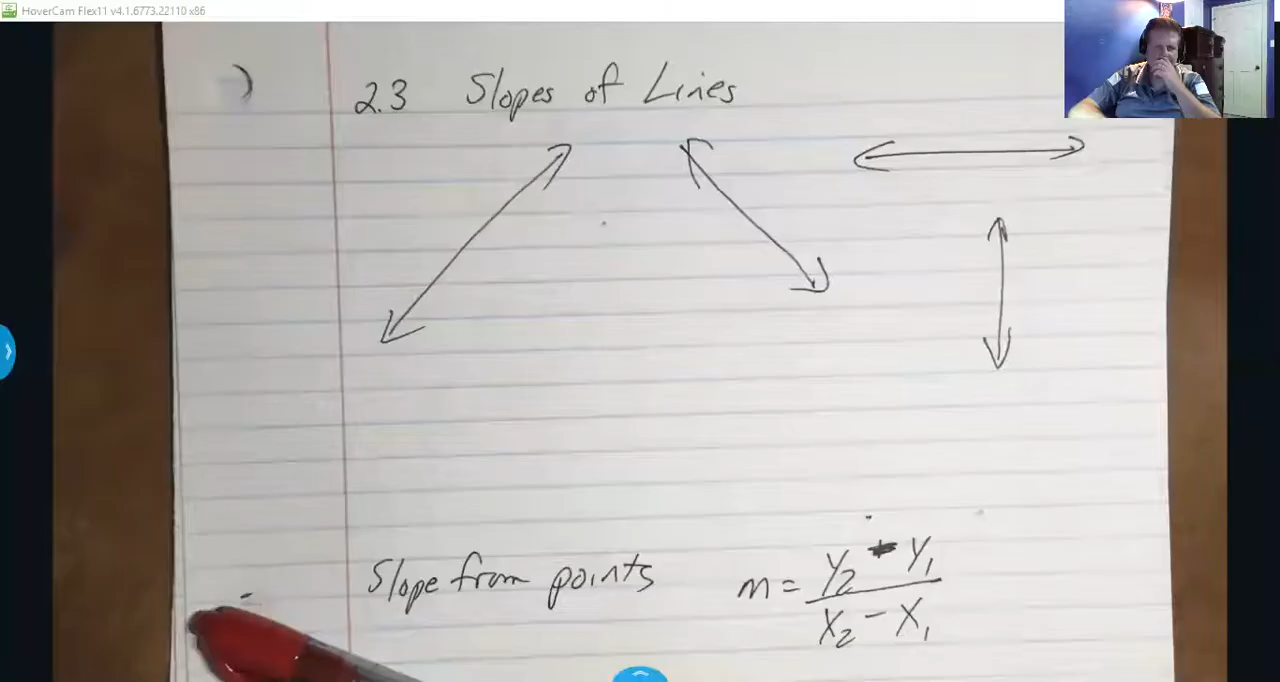 HoverCam Flex11 v4.1.6773.22110 x86
) 2.3 Slopes of Lines
Slope from points m = y₂ - y₁
x₂ - x₁